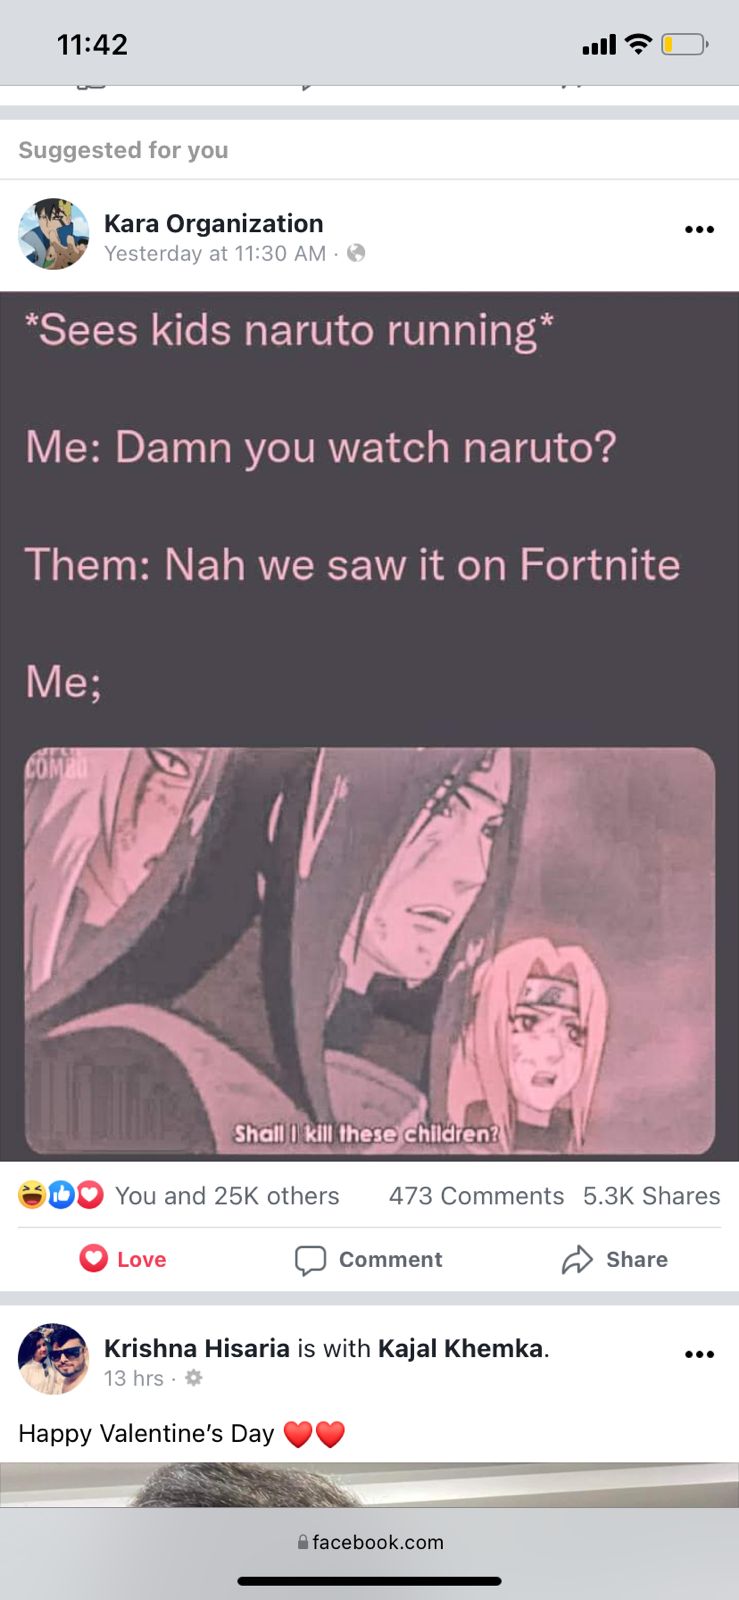 11:42
Suggested for you
Kara Organization
Yesterday at 11:30 AM ·
*Sees kids naruto running*
Me: Damn you watch naruto?
Them: Nah we saw it on Fortnite
Me;
COMBO
Shall I kill these children?
You and 25K others 473 Comments 5.3K Shares
Love Comment Share
Krishna Hisaria is with Kajal Khemka.
13 hrs ·
Happy Valentine's Day ❤️❤️
facebook.com